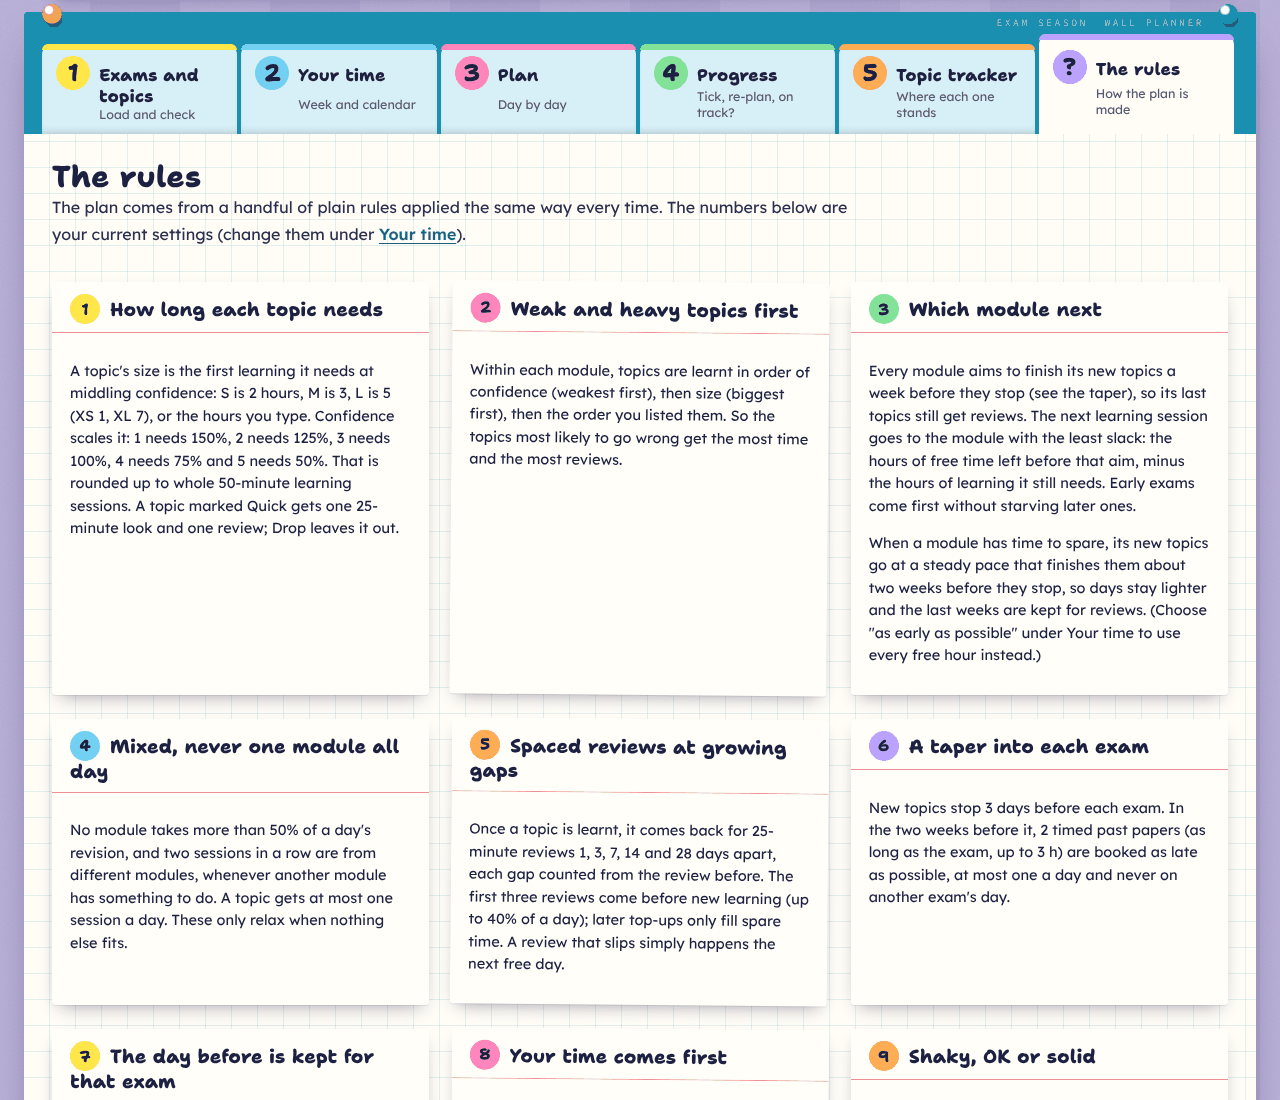 EXAM SEASON WALL PLANNER
1 Exams and topics
Load and check
2 Your time
Week and calendar
3 Plan
Day by day
4 Progress
Tick, re-plan, on track?
5 Topic tracker
Where each one stands
? The rules
How the plan is made
The rules
The plan comes from a handful of plain rules applied the same way every time. The numbers below are
your current settings (change them under Your time).
1 How long each topic needs
A topic's size is the first learning it needs at
middling confidence: S is 2 hours, M is 3, L is 5
(XS 1, XL 7), or the hours you type. Confidence
scales it: 1 needs 150%, 2 needs 125%, 3 needs
100%, 4 needs 75% and 5 needs 50%. That is
rounded up to whole 50-minute learning
sessions. A topic marked Quick gets one 25-
minute look and one review; Drop leaves it out.
2 Weak and heavy topics first
Within each module, topics are learnt in order of
confidence (weakest first), then size (biggest
first), then the order you listed them. So the
topics most likely to go wrong get the most time
and the most reviews.
3 Which module next
Every module aims to finish its new topics a
week before they stop (see the taper), so its last
topics still get reviews. The next learning session
goes to the module with the least slack: the
hours of free time left before that aim, minus
the hours of learning it still needs. Early exams
come first without starving later ones.
When a module has time to spare, its new topics
go at a steady pace that finishes them about
two weeks before they stop, so days stay lighter
and the last weeks are kept for reviews. (Choose
"as early as possible" under Your time to use
every free hour instead.)
4 Mixed, never one module all
day
No module takes more than 50% of a day's
revision, and two sessions in a row are from
different modules, whenever another module
has something to do. A topic gets at most one
session a day. These only relax when nothing
else fits.
5 Spaced reviews at growing
gaps
Once a topic is learnt, it comes back for 25-
minute reviews 1, 3, 7, 14 and 28 days apart,
each gap counted from the review before. The
first three reviews come before new learning (up
to 40% of a day); later top-ups only fill spare
time. A review that slips simply happens the
next free day.
6 A taper into each exam
New topics stop 3 days before each exam. In
the two weeks before it, 2 timed past papers (as
long as the exam, up to 3 h) are booked as late
as possible, at most one a day and never on
another exam's day.
7 The day before is kept for
that exam
8 Your time comes first
9 Shaky, OK or solid